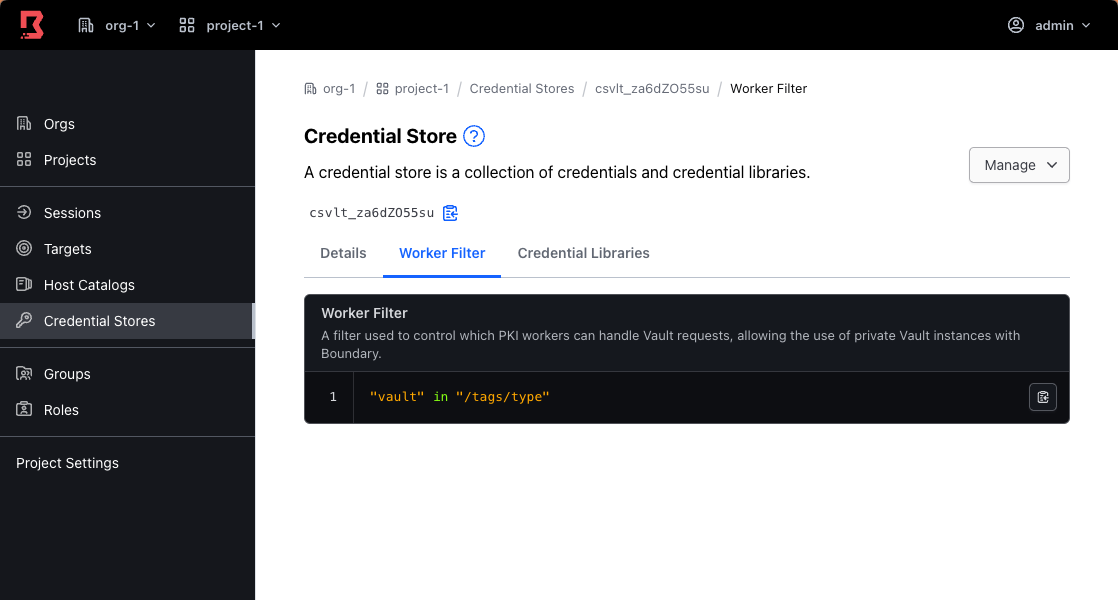 org-1
project-1
admin
Orgs
Projects
Sessions
Targets
Host Catalogs
Credential Stores
Groups
Roles
Project Settings
org-1 / project-1 / Credential Stores / csvlt_za6dZO55su / Worker Filter
Credential Store ?
A credential store is a collection of credentials and credential libraries.
Manage
csvlt_za6dZO55su
Details Worker Filter Credential Libraries
Worker Filter
A filter used to control which PKI workers can handle Vault requests, allowing the use of private Vault instances with
Boundary.
1 "vault" in "/tags/type"